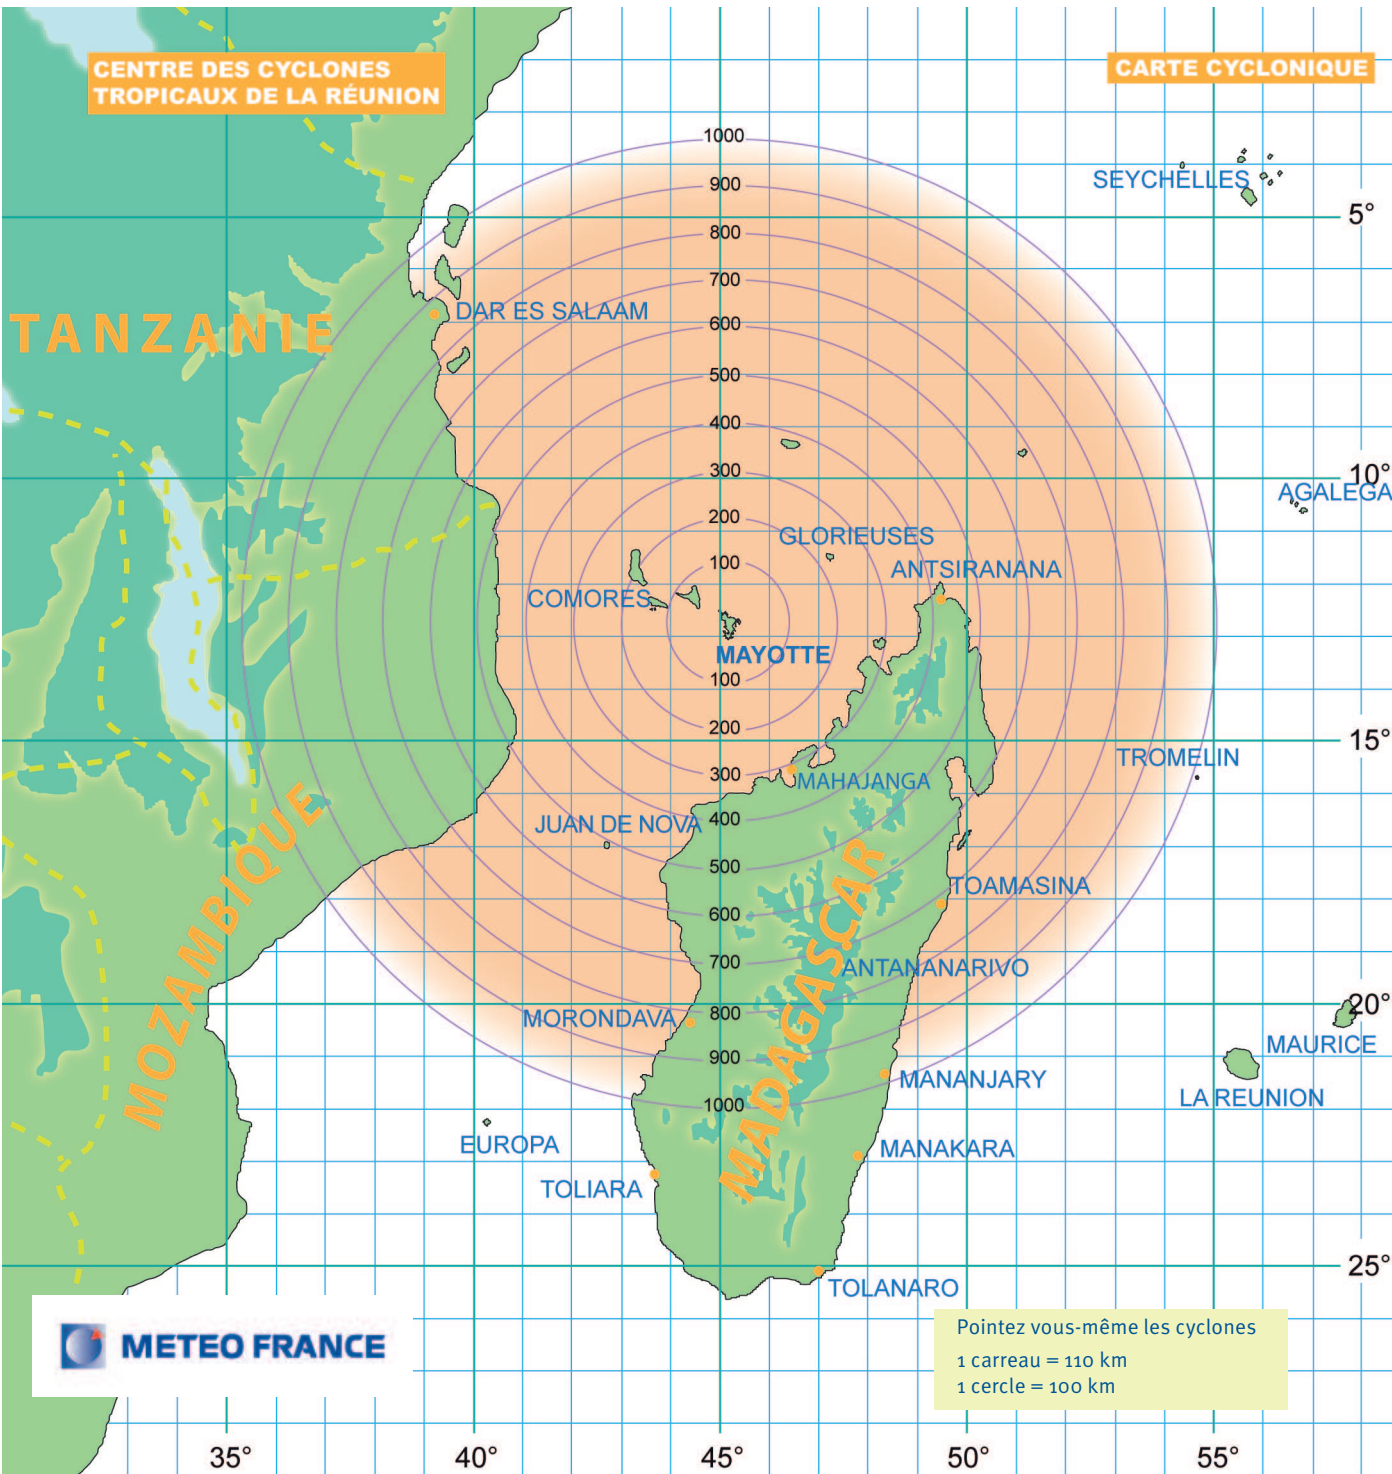 CENTRE DES CYCLONES
TROPICAUX DE LA RÉUNION
CARTE CYCLONIQUE
1000
900
800
700
600
500
400
300
200
100
100
200
300
400
500
600
700
800
900
1000
SEYCHELLES
5°
DAR ES SALAAM
TANZANIE
10°
AGALEGA
GLORIEUSES
ANTSIRANANA
COMORES
MAYOTTE
15°
TROMELIN
MAHAJANGA
JUAN DE NOVA
MOZAMBIQUE
MADAGASCAR
TOAMASINA
ANTANANARIVO
20°
MORONDAVA
MAURICE
MANANJARY
LA REUNION
EUROPA
MANAKARA
TOLIARA
25°
TOLANARO
METEO FRANCE
Pointez vous-même les cyclones
1 carreau = 110 km
1 cercle = 100 km
35°
40°
45°
50°
55°